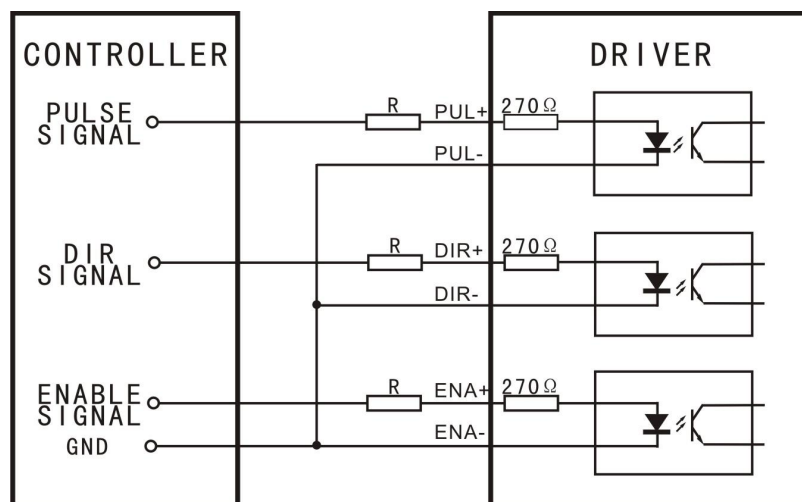 CONTROLLER
DRIVER
PULSE
SIGNAL
R
PUL+
270Ω
PUL-
DIR
SIGNAL
R
DIR+
270Ω
DIR-
ENABLE
SIGNAL
R
ENA+
270Ω
GND
ENA-